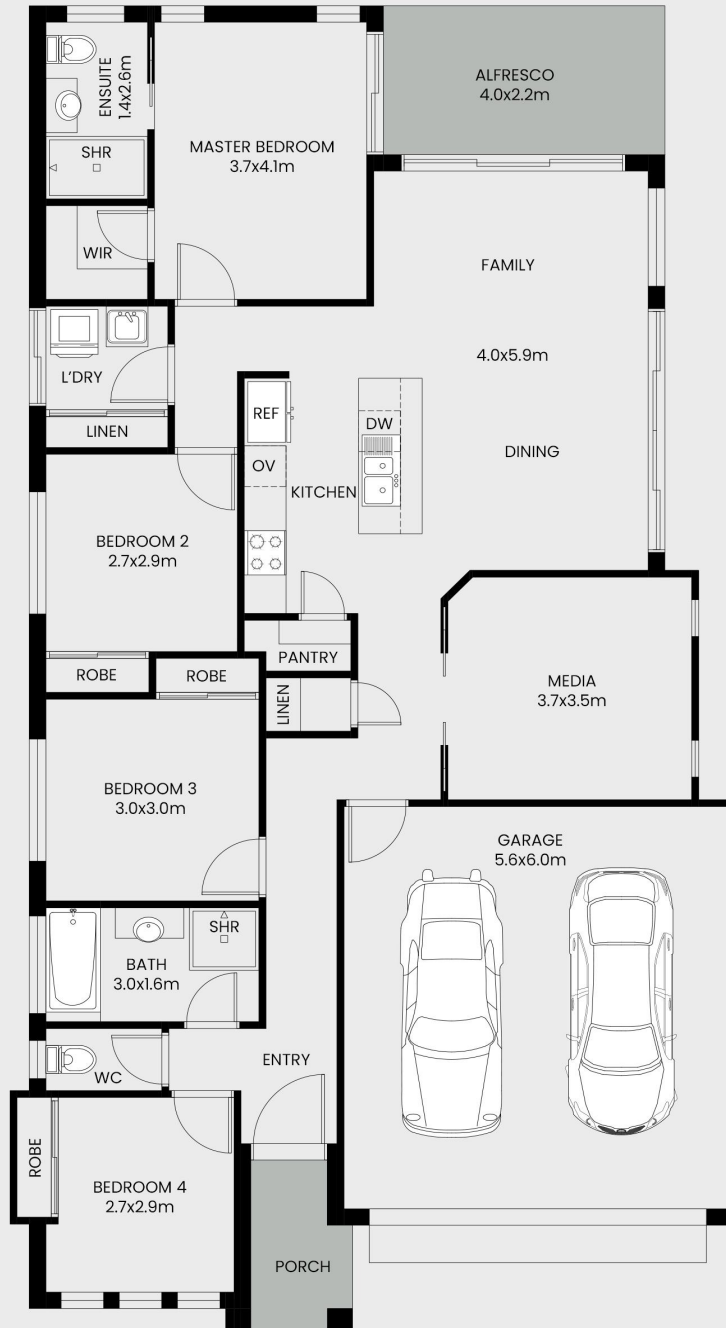 ENSUITE
1.4x2.6m
SHR
MASTER BEDROOM
3.7x4.1m
ALFRESCO
4.0x2.2m
WIR
FAMILY
4.0x5.9m
DINING
L'DRY
LINEN
REF
OV
DW
KITCHEN
BEDROOM 2
2.7x2.9m
PANTRY
ROBE
ROBE
LINEN
MEDIA
3.7x3.5m
BEDROOM 3
3.0x3.0m
GARAGE
5.6x6.0m
SHR
BATH
3.0x1.6m
WC
ENTRY
ROBE
BEDROOM 4
2.7x2.9m
PORCH